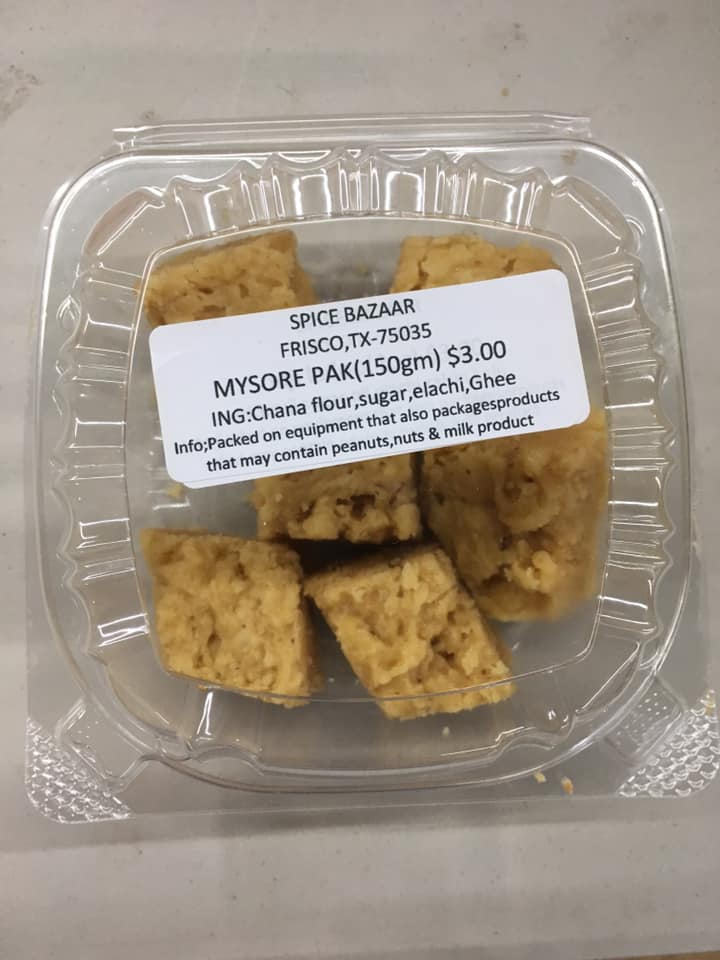 SPICE BAZAAR
FRISCO,TX-75035
MYSORE PAK(150gm) $3.00
ING:Chana flour,sugar,elachi,Ghee
Info;Packed on equipment that also packagesproducts
that may contain peanuts,nuts & milk product